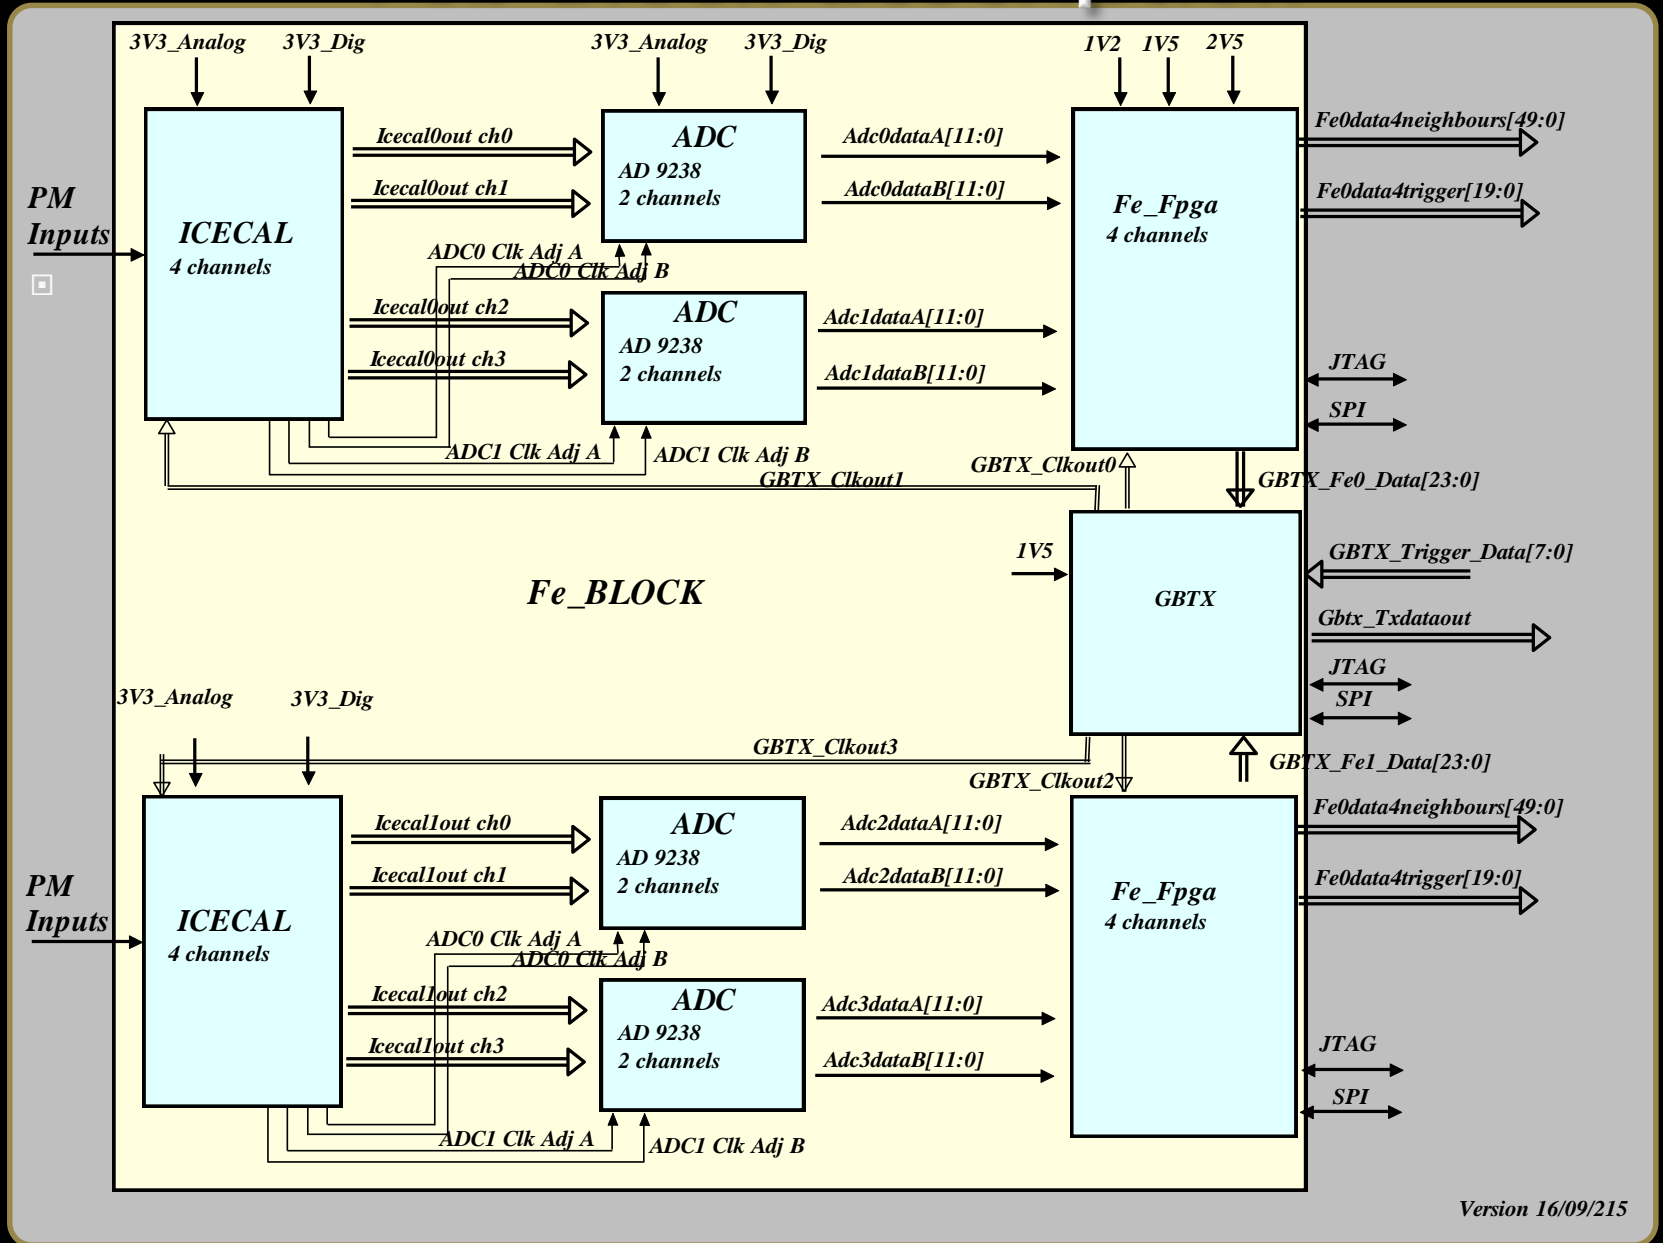 3V3_Analog
3V3_Dig
3V3_Analog
3V3_Dig
1V2
1V5
2V5
PM
Inputs
ICECAL
4 channels
Icecal0out ch0
Icecal0out ch1
ADC
AD 9238
2 channels
Adc0dataA[11:0]
Adc0dataB[11:0]
Fe_Fpga
4 channels
Fe0data4neighbours[49:0]
Fe0data4trigger[19:0]
ADC0 Clk Adj A
ADC0 Clk Adj B
Icecal0out ch2
Icecal0out ch3
ADC
AD 9238
2 channels
Adc1dataA[11:0]
Adc1dataB[11:0]
JTAG
SPI
ADC1 Clk Adj A
ADC1 Clk Adj B
GBTX_Clkout1
GBTX_Clkout0
GBTX_Fe0_Data[23:0]
1V5
Fe_BLOCK
GBTX
GBTX_Trigger_Data[7:0]
Gbtx_Txdataout
JTAG
SPI
3V3_Analog
3V3_Dig
GBTX_Clkout3
GBTX_Clkout2
GBTX_Fe1_Data[23:0]
PM
Inputs
ICECAL
4 channels
Icecal1out ch0
Icecal1out ch1
ADC
AD 9238
2 channels
Adc2dataA[11:0]
Adc2dataB[11:0]
Fe_Fpga
4 channels
Fe0data4neighbours[49:0]
Fe0data4trigger[19:0]
ADC0 Clk Adj A
ADC0 Clk Adj B
Icecal1out ch2
Icecal1out ch3
ADC
AD 9238
2 channels
Adc3dataA[11:0]
Adc3dataB[11:0]
JTAG
SPI
ADC1 Clk Adj A
ADC1 Clk Adj B
Version 16/09/215